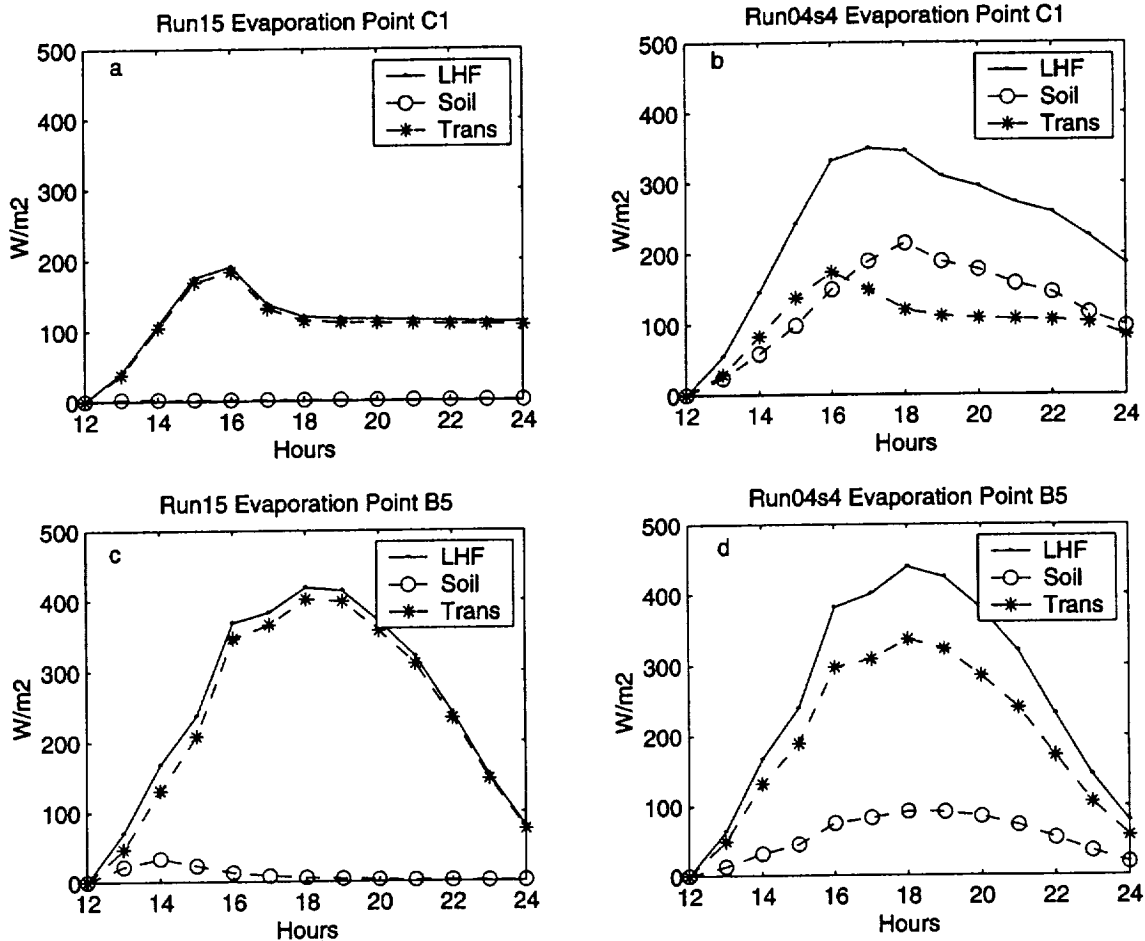 Run15 Evaporation Point C1
a
LHF
Soil
Trans
500
400
300
200
100
0
W/m2
12 14 16 18 20 22 24
Hours
Run04s4 Evaporation Point C1
b
LHF
Soil
Trans
500
400
300
200
100
0
W/m2
12 14 16 18 20 22 24
Hours
Run15 Evaporation Point B5
c
LHF
Soil
Trans
500
400
300
200
100
0
W/m2
12 14 16 18 20 22 24
Hours
Run04s4 Evaporation Point B5
d
LHF
Soil
Trans
500
400
300
200
100
0
W/m2
12 14 16 18 20 22 24
Hours